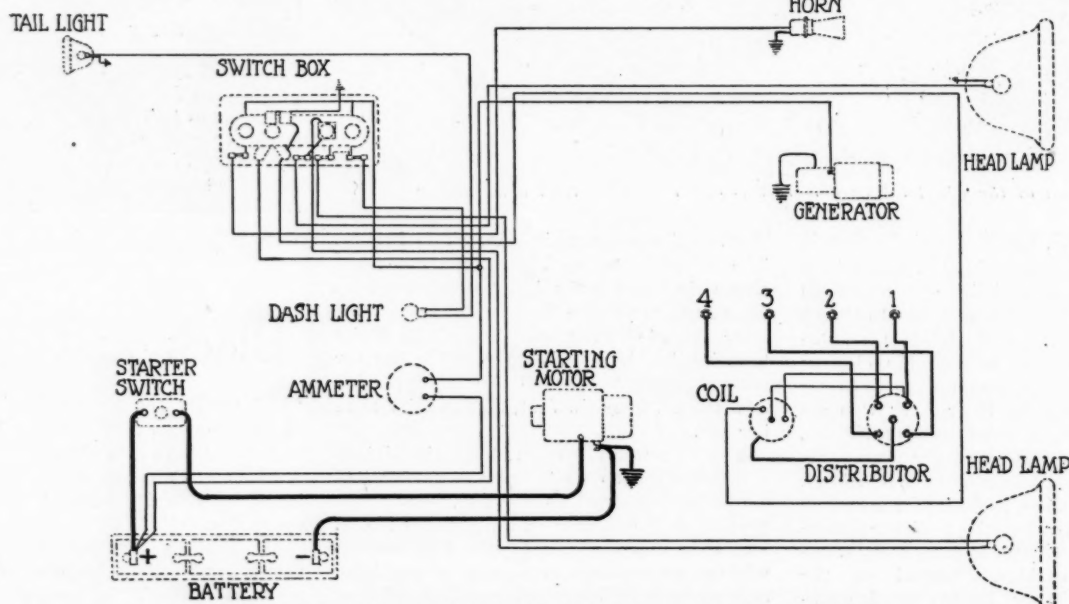 HORN
TAIL LIGHT
SWITCH BOX
HEAD LAMP
GENERATOR
4 3 2 1
DASH LIGHT
STARTER
SWITCH
AMMETER
STARTING
MOTOR
COIL
DISTRIBUTOR
HEAD LAMP
+ -
BATTERY